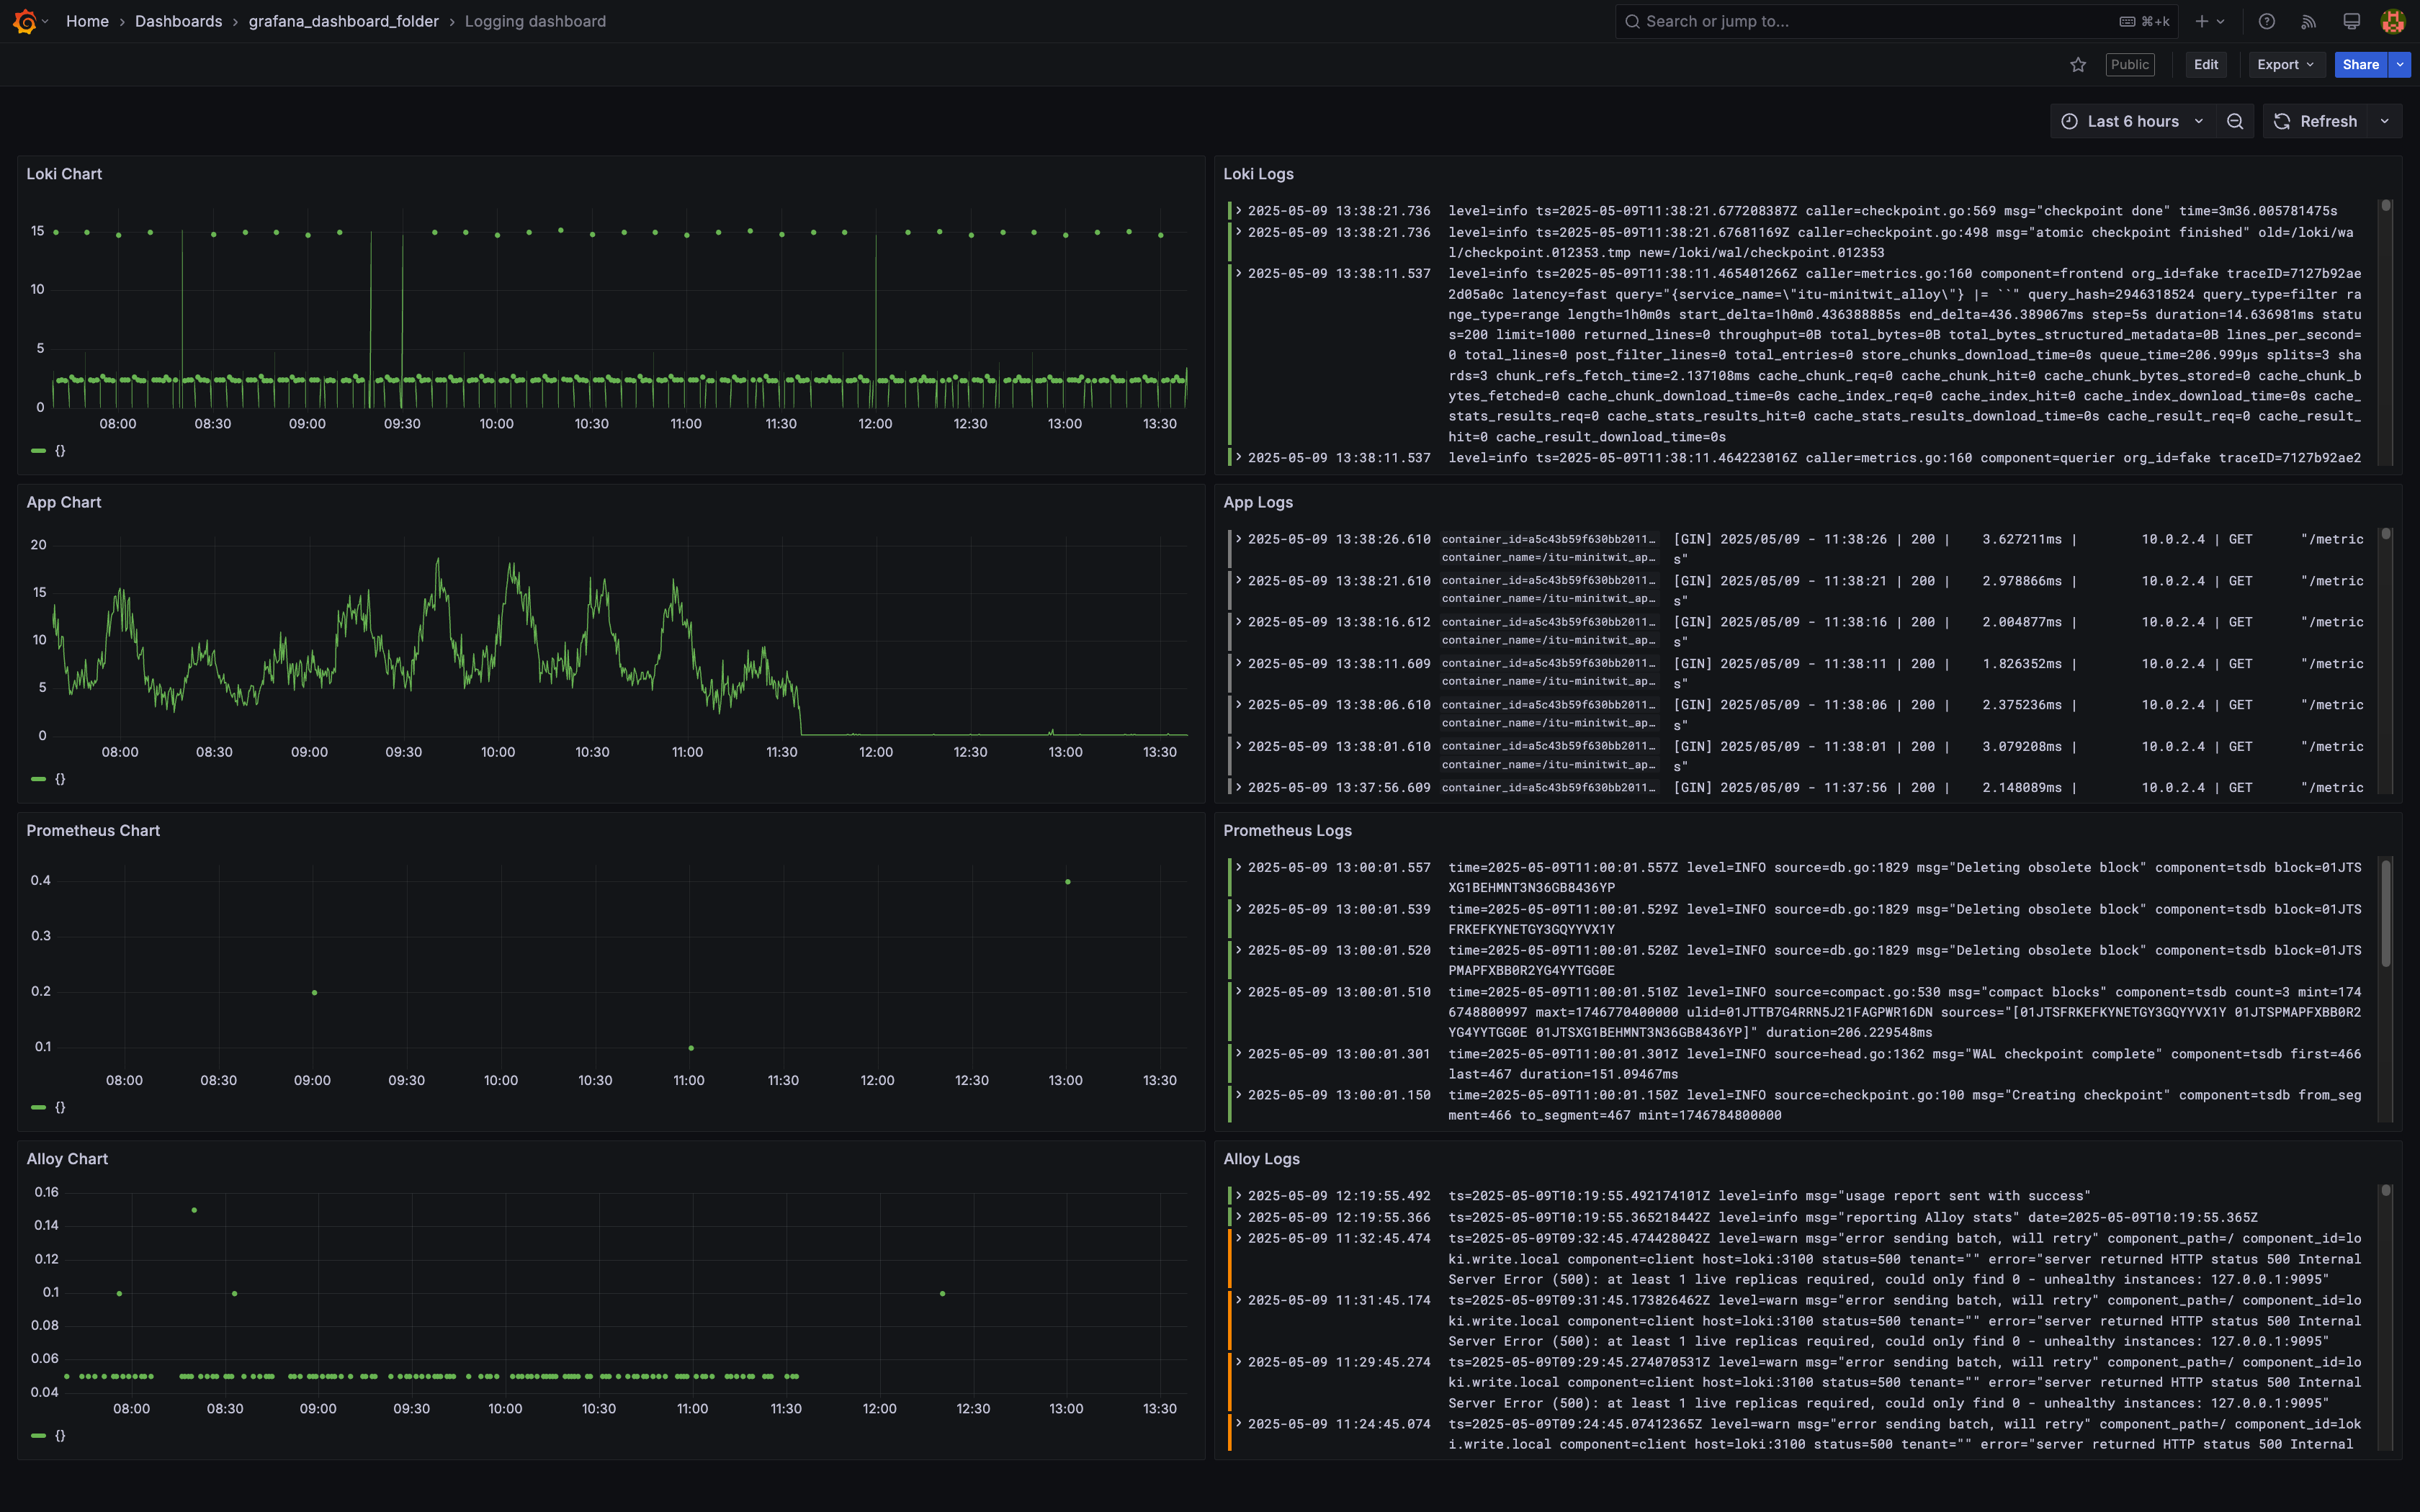 Home › Dashboards › grafana_dashboard_folder › Logging dashboard
Search or jump to...
⌘+k
Public
Edit
Export
Share
Last 6 hours
Refresh
Loki Chart
15
10
5
0
08:00 08:30 09:00 09:30 10:00 10:30 11:00 11:30 12:00 12:30 13:00 13:30
{}
Loki Logs
2025-05-09 13:38:21.736 level=info ts=2025-05-09T11:38:21.677208387Z caller=checkpoint.go:569 msg="checkpoint done" time=3m36.005781475s
2025-05-09 13:38:21.736 level=info ts=2025-05-09T11:38:21.67681169Z caller=checkpoint.go:498 msg="atomic checkpoint finished" old=/loki/wa
l/checkpoint.012353.tmp new=/loki/wal/checkpoint.012353
2025-05-09 13:38:11.537 level=info ts=2025-05-09T11:38:11.465401266Z caller=metrics.go:160 component=frontend org_id=fake traceID=7127b92ae
2d05a0c latency=fast query="{service_name=\"itu-minitwit_alloy\"} |= ``" query_hash=2946318524 query_type=filter ra
nge_type=range length=1h0m0s start_delta=1h0m0.436388885s end_delta=436.389067ms step=5s duration=14.636981ms statu
s=200 limit=1000 returned_lines=0 throughput=0B total_bytes=0B total_bytes_structured_metadata=0B lines_per_second=
0 total_lines=0 post_filter_lines=0 total_entries=0 store_chunks_download_time=0s queue_time=206.999µs splits=3 sha
rds=3 chunk_refs_fetch_time=2.137108ms cache_chunk_req=0 cache_chunk_hit=0 cache_chunk_bytes_stored=0 cache_chunk_b
ytes_fetched=0 cache_chunk_download_time=0s cache_index_req=0 cache_index_hit=0 cache_index_download_time=0s cache_
stats_results_req=0 cache_stats_results_hit=0 cache_stats_results_download_time=0s cache_result_req=0 cache_result_
hit=0 cache_result_download_time=0s
2025-05-09 13:38:11.537 level=info ts=2025-05-09T11:38:11.464223016Z caller=metrics.go:160 component=querier org_id=fake traceID=7127b92ae2
App Chart
20
15
10
5
0
08:00 08:30 09:00 09:30 10:00 10:30 11:00 11:30 12:00 12:30 13:00 13:30
{}
App Logs
2025-05-09 13:38:26.610 container_id=a5c43b59f630bb2011… [GIN] 2025/05/09 - 11:38:26 | 200 | 3.627211ms | 10.0.2.4 | GET "/metric
container_name=/itu-minitwit_ap… s"
2025-05-09 13:38:21.610 container_id=a5c43b59f630bb2011… [GIN] 2025/05/09 - 11:38:21 | 200 | 2.978866ms | 10.0.2.4 | GET "/metric
container_name=/itu-minitwit_ap… s"
2025-05-09 13:38:16.612 container_id=a5c43b59f630bb2011… [GIN] 2025/05/09 - 11:38:16 | 200 | 2.004877ms | 10.0.2.4 | GET "/metric
container_name=/itu-minitwit_ap… s"
2025-05-09 13:38:11.609 container_id=a5c43b59f630bb2011… [GIN] 2025/05/09 - 11:38:11 | 200 | 1.826352ms | 10.0.2.4 | GET "/metric
container_name=/itu-minitwit_ap… s"
2025-05-09 13:38:06.610 container_id=a5c43b59f630bb2011… [GIN] 2025/05/09 - 11:38:06 | 200 | 2.375236ms | 10.0.2.4 | GET "/metric
container_name=/itu-minitwit_ap… s"
2025-05-09 13:38:01.610 container_id=a5c43b59f630bb2011… [GIN] 2025/05/09 - 11:38:01 | 200 | 3.079208ms | 10.0.2.4 | GET "/metric
container_name=/itu-minitwit_ap… s"
2025-05-09 13:37:56.609 container_id=a5c43b59f630bb2011… [GIN] 2025/05/09 - 11:37:56 | 200 | 2.148089ms | 10.0.2.4 | GET "/metric
Prometheus Chart
0.4
0.3
0.2
0.1
08:00 08:30 09:00 09:30 10:00 10:30 11:00 11:30 12:00 12:30 13:00 13:30
{}
Prometheus Logs
2025-05-09 13:00:01.557 time=2025-05-09T11:00:01.557Z level=INFO source=db.go:1829 msg="Deleting obsolete block" component=tsdb block=01JTS
XG1BEHMNT3N36GB8436YP
2025-05-09 13:00:01.539 time=2025-05-09T11:00:01.529Z level=INFO source=db.go:1829 msg="Deleting obsolete block" component=tsdb block=01JTS
FRKEFKYNETGY3GQYYVX1Y
2025-05-09 13:00:01.520 time=2025-05-09T11:00:01.520Z level=INFO source=db.go:1829 msg="Deleting obsolete block" component=tsdb block=01JTS
PMAPFXBB0R2YG4YYTGG0E
2025-05-09 13:00:01.510 time=2025-05-09T11:00:01.510Z level=INFO source=compact.go:530 msg="compact blocks" component=tsdb count=3 mint=174
6748800997 maxt=1746770400000 ulid=01JTTB7G4RRN5J21FAGPWR16DN sources="[01JTSFRKEFKYNETGY3GQYYVX1Y 01JTSPMAPFXBB0R2
YG4YYTGG0E 01JTSXG1BEHMNT3N36GB8436YP]" duration=206.229548ms
2025-05-09 13:00:01.301 time=2025-05-09T11:00:01.301Z level=INFO source=head.go:1362 msg="WAL checkpoint complete" component=tsdb first=466
last=467 duration=151.09467ms
2025-05-09 13:00:01.150 time=2025-05-09T11:00:01.150Z level=INFO source=checkpoint.go:100 msg="Creating checkpoint" component=tsdb from_seg
ment=466 to_segment=467 mint=1746784800000
Alloy Chart
0.16
0.14
0.12
0.1
0.08
0.06
0.04
08:00 08:30 09:00 09:30 10:00 10:30 11:00 11:30 12:00 12:30 13:00 13:30
{}
Alloy Logs
2025-05-09 12:19:55.492 ts=2025-05-09T10:19:55.492174101Z level=info msg="usage report sent with success"
2025-05-09 12:19:55.366 ts=2025-05-09T10:19:55.365218442Z level=info msg="reporting Alloy stats" date=2025-05-09T10:19:55.365Z
2025-05-09 11:32:45.474 ts=2025-05-09T09:32:45.474428042Z level=warn msg="error sending batch, will retry" component_path=/ component_id=lo
ki.write.local component=client host=loki:3100 status=500 tenant="" error="server returned HTTP status 500 Internal
Server Error (500): at least 1 live replicas required, could only find 0 - unhealthy instances: 127.0.0.1:9095"
2025-05-09 11:31:45.174 ts=2025-05-09T09:31:45.173826462Z level=warn msg="error sending batch, will retry" component_path=/ component_id=lo
ki.write.local component=client host=loki:3100 status=500 tenant="" error="server returned HTTP status 500 Internal
Server Error (500): at least 1 live replicas required, could only find 0 - unhealthy instances: 127.0.0.1:9095"
2025-05-09 11:29:45.274 ts=2025-05-09T09:29:45.274070531Z level=warn msg="error sending batch, will retry" component_path=/ component_id=lo
ki.write.local component=client host=loki:3100 status=500 tenant="" error="server returned HTTP status 500 Internal
Server Error (500): at least 1 live replicas required, could only find 0 - unhealthy instances: 127.0.0.1:9095"
2025-05-09 11:24:45.074 ts=2025-05-09T09:24:45.07412365Z level=warn msg="error sending batch, will retry" component_path=/ component_id=lok
i.write.local component=client host=loki:3100 status=500 tenant="" error="server returned HTTP status 500 Internal